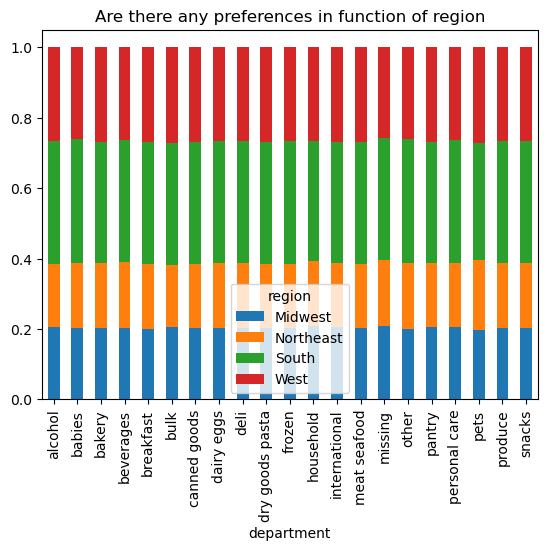 Are there any preferences in function of region
1.0
0.8
0.6
0.4
0.2
0.0
region
Midwest
Northeast
South
West
alcohol
babies
bakery
beverages
breakfast
bulk
canned goods
dairy eggs
deli
dry goods pasta
frozen
household
international
meat seafood
missing
other
pantry
personal care
pets
produce
snacks
department